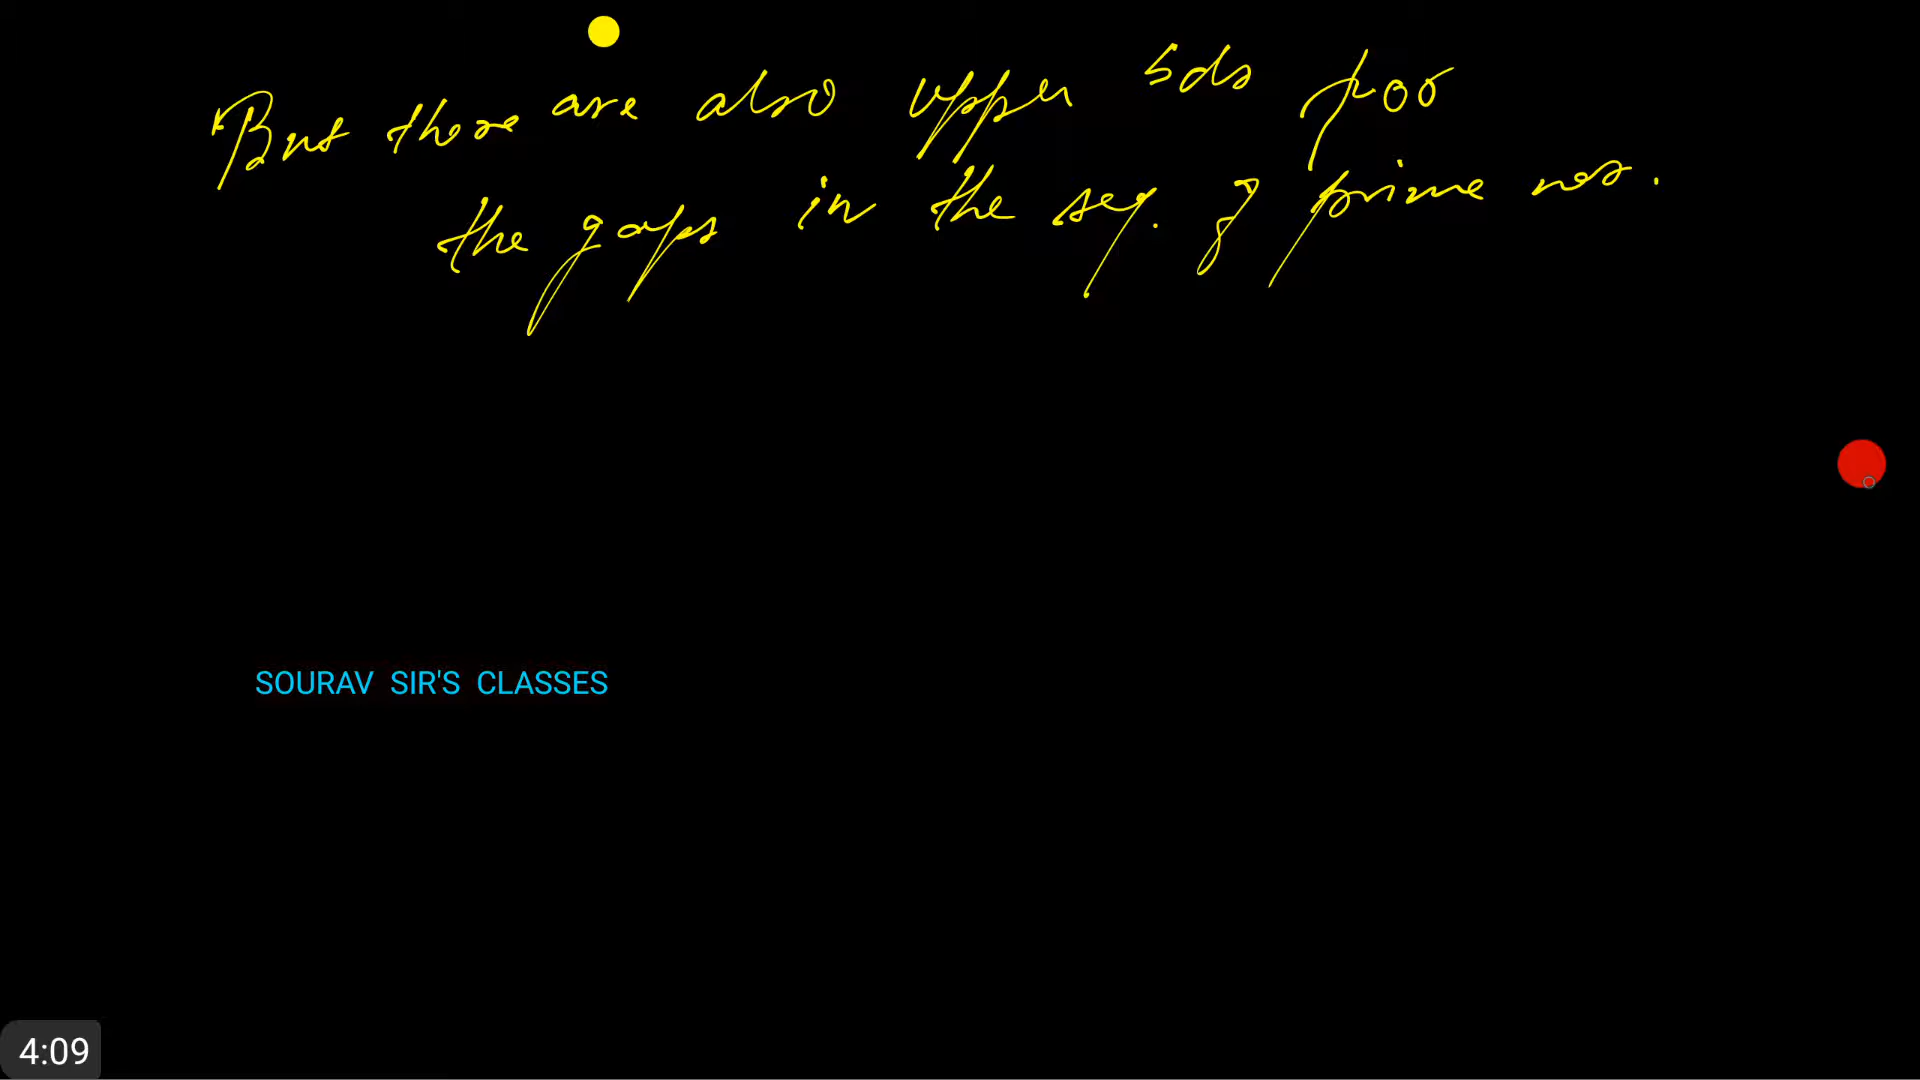 But there are also upper bds for
the gaps in the seq. of prime nos.
SOURAV SIR'S CLASSES
4:09